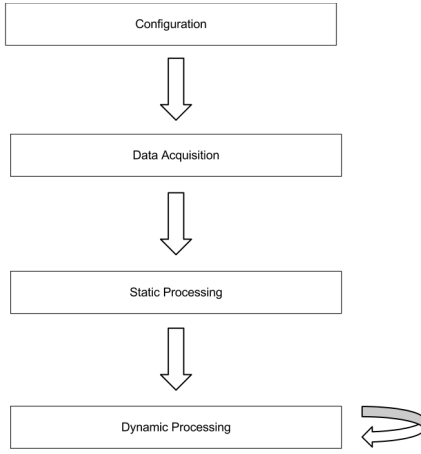 Configuration
Data Acquisition
Static Processing
Dynamic Processing